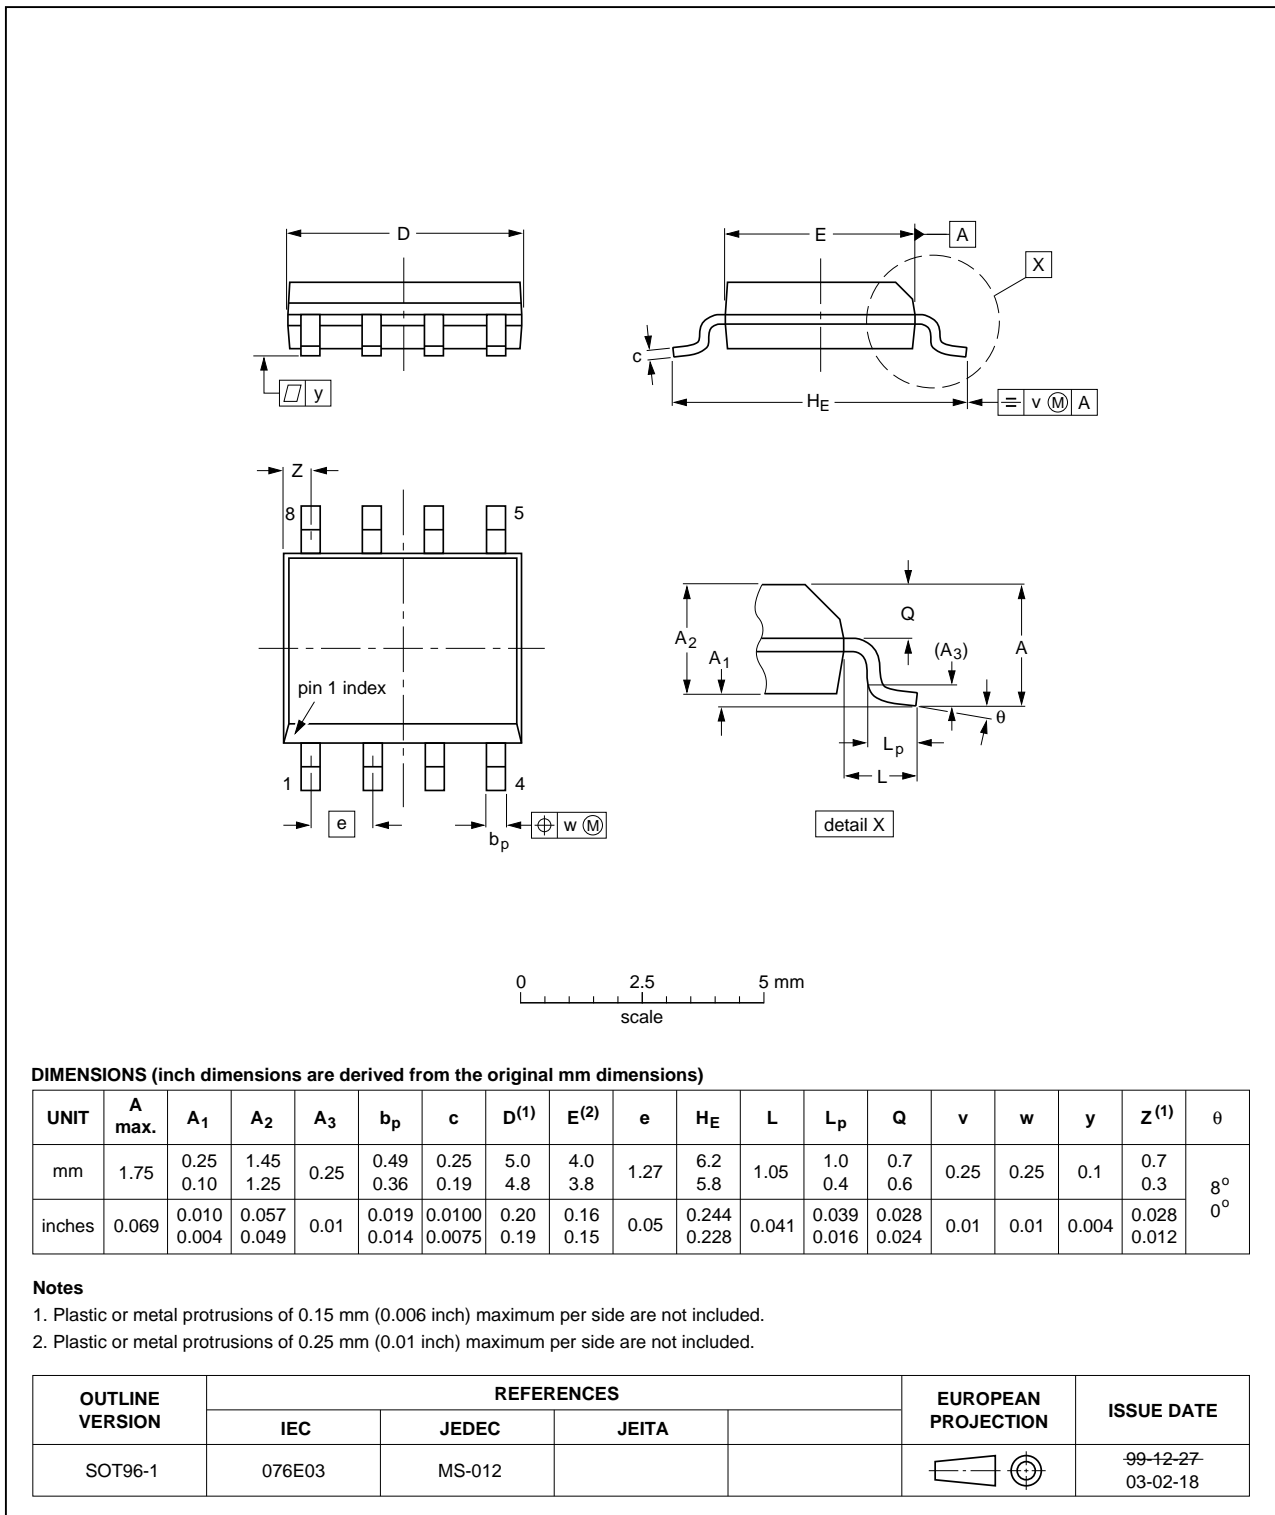 D
E
A
X
c
y
HE
v M A
Z
8
5
pin 1 index
1
4
e
bp
w M
A2
A1
Q
(A3)
A
θ
Lp
L
detail X
0 2.5 5 mm
scale
DIMENSIONS (inch dimensions are derived from the original mm dimensions)
UNIT A max. A1 A2 A3 bp c D(1) E(2) e HE L Lp Q v w y Z(1) θ
mm 1.75 0.25 0.10 1.45 1.25 0.25 0.49 0.36 0.25 0.19 5.0 4.8 4.0 3.8 1.27 6.2 5.8 1.05 1.0 0.4 0.7 0.6 0.25 0.25 0.1 0.7 0.3 8° 0°
inches 0.069 0.010 0.004 0.057 0.049 0.01 0.019 0.014 0.0100 0.0075 0.20 0.19 0.16 0.15 0.05 0.244 0.228 0.041 0.039 0.016 0.028 0.024 0.01 0.01 0.004 0.028 0.012
Notes
1. Plastic or metal protrusions of 0.15 mm (0.006 inch) maximum per side are not included.
2. Plastic or metal protrusions of 0.25 mm (0.01 inch) maximum per side are not included.
OUTLINE VERSION REFERENCES EUROPEAN PROJECTION ISSUE DATE
IEC JEDEC JEITA
SOT96-1 076E03 MS-012 99-12-27
03-02-18